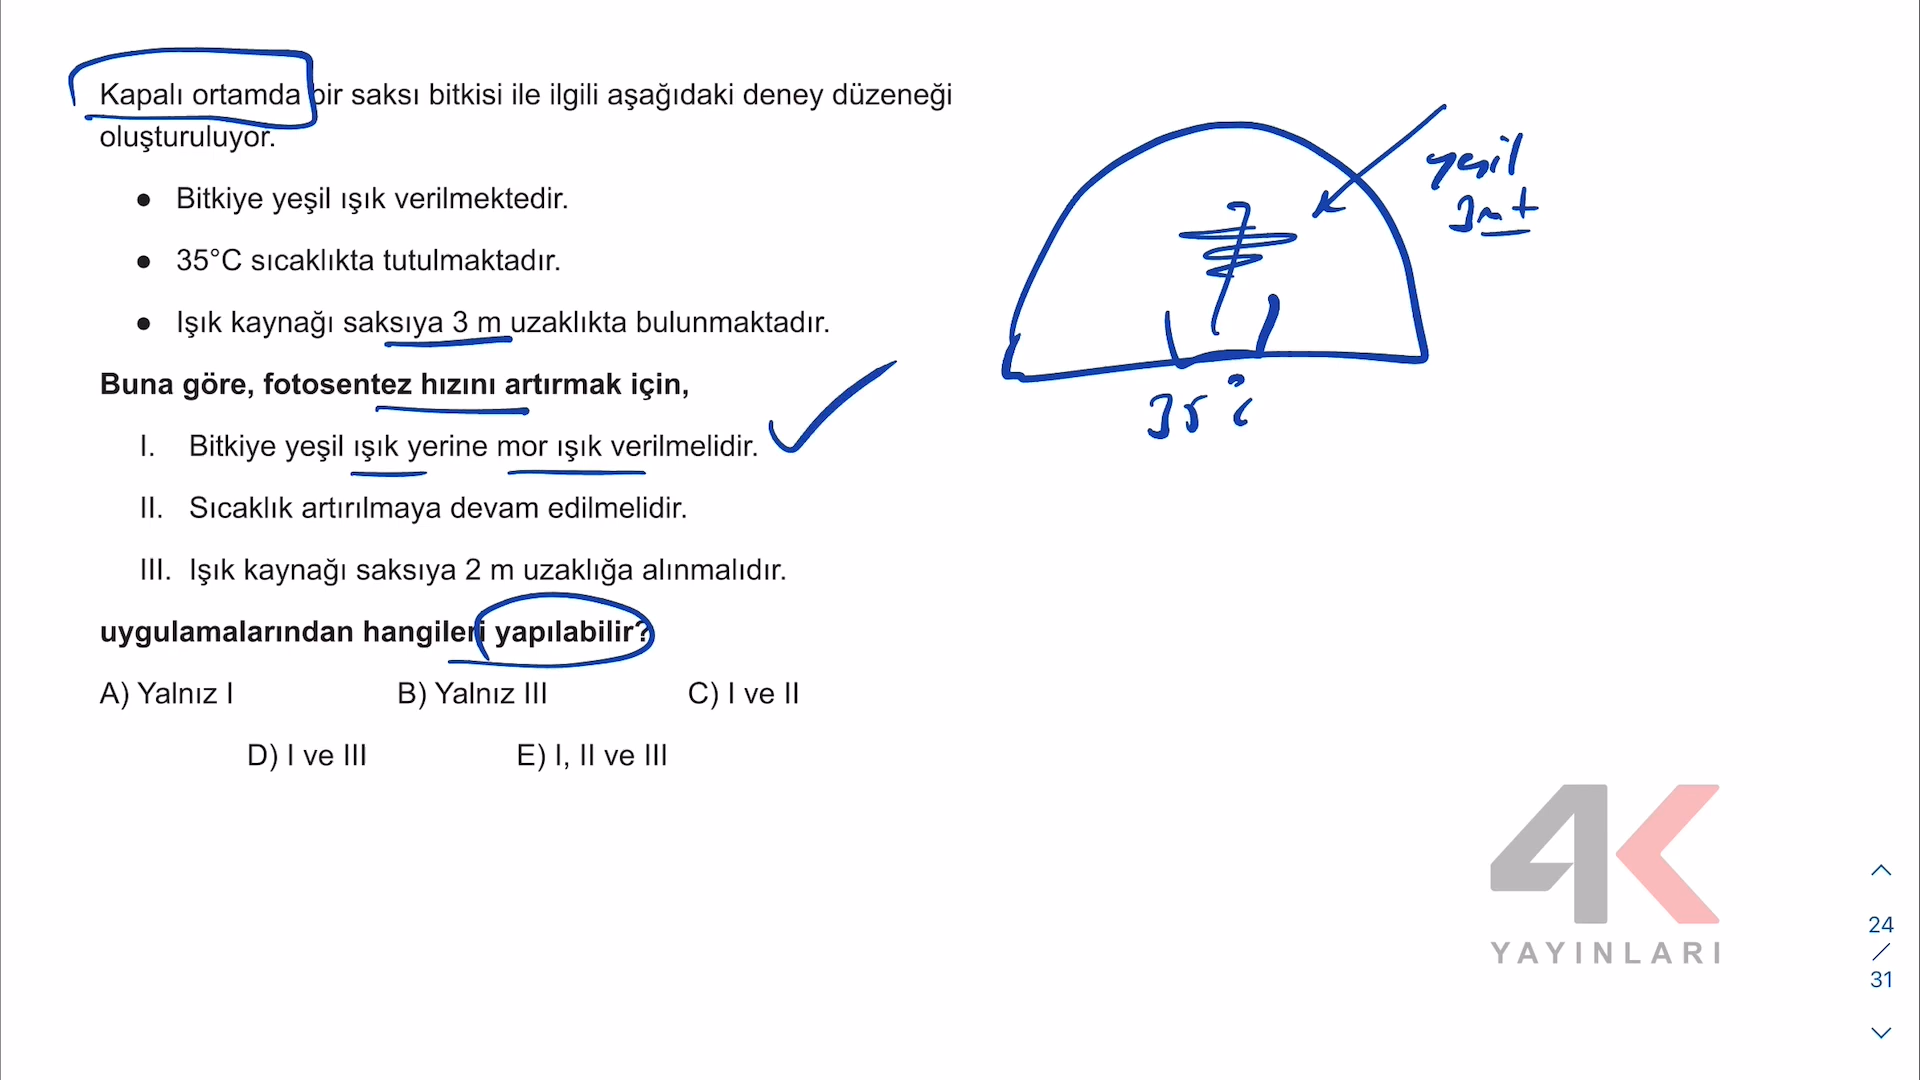 Kapalı ortamda bir saksı bitkisi ile ilgili aşağıdaki deney düzeneği
oluşturuluyor.
● Bitkiye yeşil ışık verilmektedir.
● 35°C sıcaklıkta tutulmaktadır.
● Işık kaynağı saksıya 3 m uzaklıkta bulunmaktadır.
Buna göre, fotosentez hızını artırmak için,
I. Bitkiye yeşil ışık yerine mor ışık verilmelidir.
II. Sıcaklık artırılmaya devam edilmelidir.
III. Işık kaynağı saksıya 2 m uzaklığa alınmalıdır.
uygulamalarından hangileri yapılabilir?
A) Yalnız I B) Yalnız III C) I ve II
D) I ve III E) I, II ve III
yeşil
3mt
35°C
4K
YAYINLARI
24
/
31